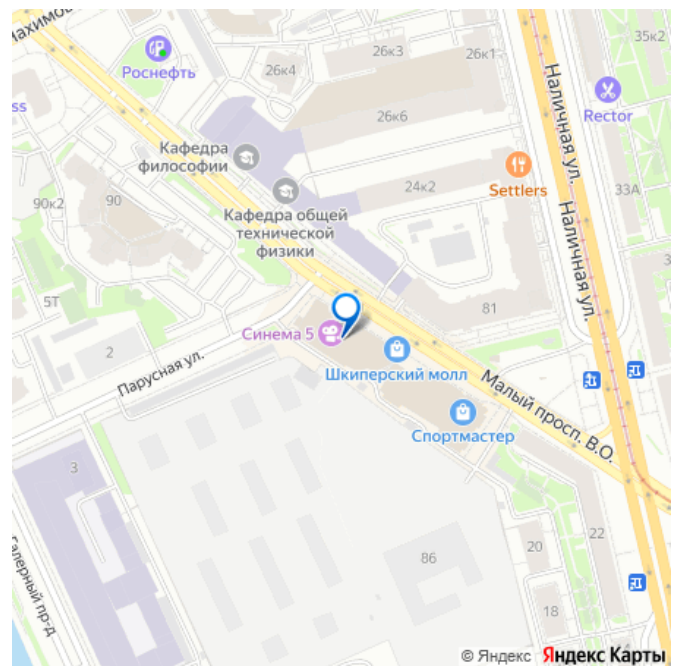 Нахимов
Роснефть
26к3
26к1
35к2
26к4
ss
26к6
Rector
Наличная ул.
Кафедра
философии
Settlers
24к2
33А
90к2
90
Кафедра общей
технической
физики
Наличная ул.
3
5Т
81
2
Синема 5
Парусная ул.
Шкиперский молл
Малый просп. В.О.
Спортмастер
3
22
20
86
18
Галерный пр-д
© Яндекс Яндекс Карты